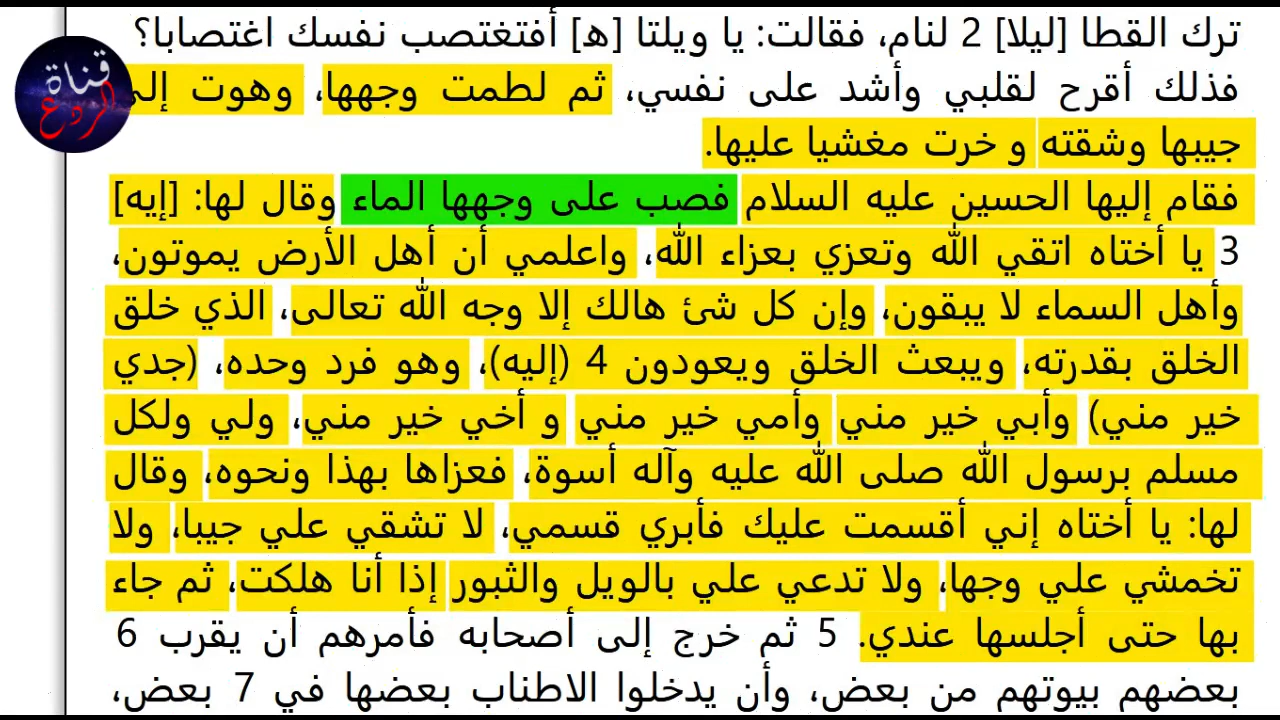 قناة
الردع
ترك القطا [ليلا] 2 لنام، فقالت: يا ويلتا [ه] أفتغتصب نفسك اغتصابا؟
فذلك أقرح لقلبي وأشد على نفسي، ثم لطمت وجهها، وهوت إلى
جيبها وشقته و خرت مغشيا عليها.
فقام إليها الحسين عليه السلام فصب على وجهها الماء وقال لها: [إيه]
3 يا أختاه اتقي الله وتعزي بعزاء الله، واعلمي أن أهل الأرض يموتون،
وأهل السماء لا يبقون، وإن كل شئ هالك إلا وجه الله تعالى، الذي خلق
الخلق بقدرته، ويبعث الخلق ويعودون 4 (إليه)، وهو فرد وحده، (جدي
خير مني) وأبي خير مني وأمي خير مني و أخي خير مني، ولي ولكل
مسلم برسول الله صلى الله عليه وآله أسوة، فعزاها بهذا ونحوه، وقال
لها: يا أختاه إني أقسمت عليك فأبري قسمي، لا تشقي علي جيبا، ولا
تخمشي علي وجها، ولا تدعي علي بالويل والثبور إذا أنا هلكت، ثم جاء
بها حتى أجلسها عندي. 5 ثم خرج إلى أصحابه فأمرهم أن يقرب 6
بعضهم بيوتهم من بعض، وأن يدخلوا الاطناب بعضها في 7 بعض،